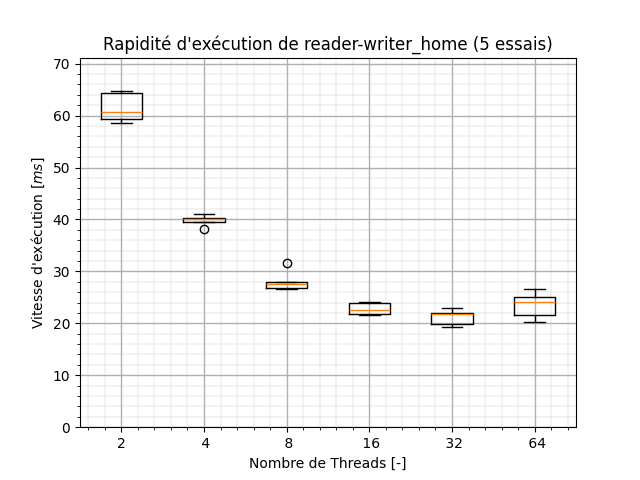 Rapidité d'exécution de reader-writer_home (5 essais)
Vitesse d'exécution [ms]
70
60
50
40
30
20
10
0
2 4 8 16 32 64
Nombre de Threads [-]